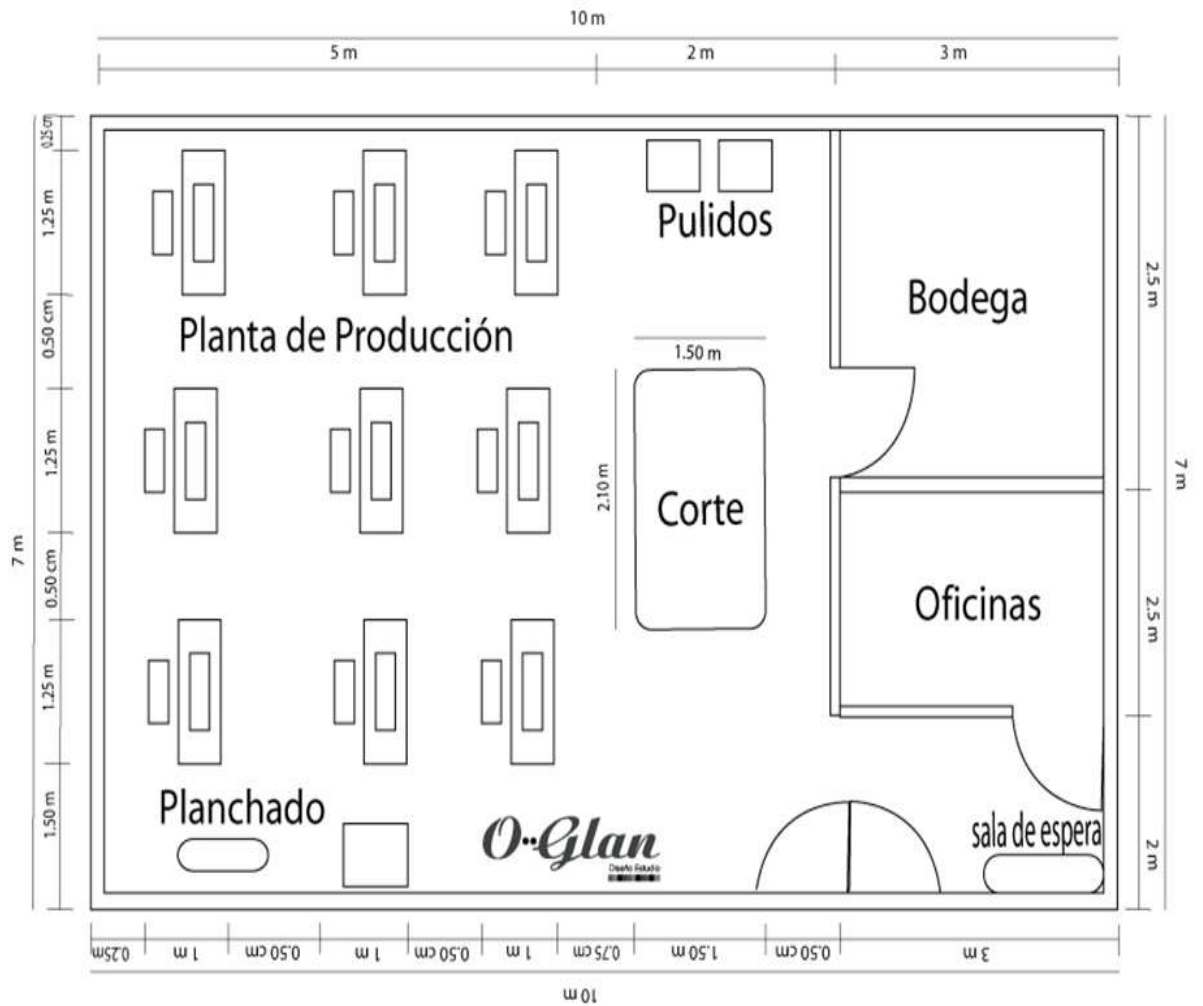 10 m
5 m
2 m
3 m
0.25 cm
1.25 m
0.50 cm
1.25 m
0.50 cm
1.25 m
1.50 m
7 m
Pulidos
Bodega
Planta de Producción
1.50 m
2.10 m
Corte
Oficinas
Planchado
O-Glan
Diseño Estudio
sala de espera
2.5 m
2.5 m
2 m
7 m
0.25m
1 m
0.50 cm
1 m
0.50 cm
1 m
0.75 cm
1.50 m
0.50 cm
3 m
10 m